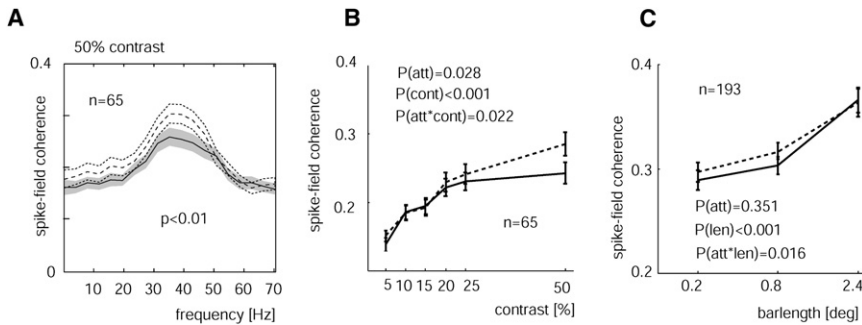 A
50% contrast
0.4
n=65
p<0.01
0
spike-field coherence
10 20 30 40 50 60 70
frequency [Hz]
B
0.4
P(att)=0.028
P(cont)<0.001
P(att*cont)=0.022
0.3
0.2
n=65
spike-field coherence
5 10 15 20 25 50
contrast [%]
C
0.4
n=193
0.3
P(att)=0.351
P(len)<0.001
P(att*len)=0.016
0.2
spike-field coherence
0.2 0.8 2.4
barlength [deg]